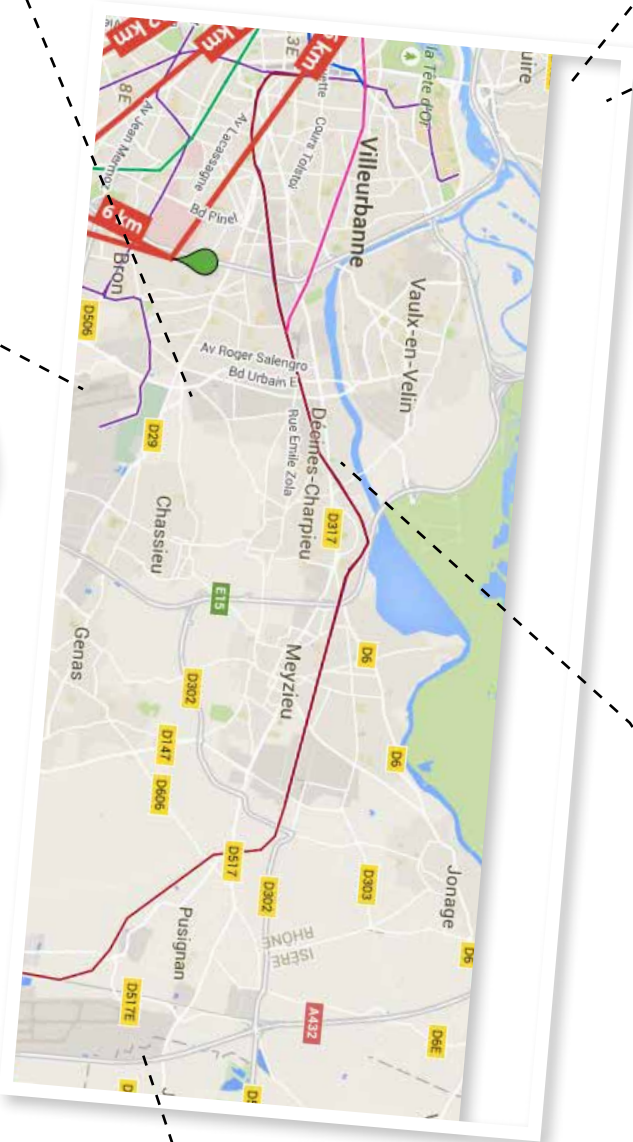 km
km
km
3E
8E
la Tête d'Or
uire
Villeurbanne
Cours Tolstoï
Av Lacassagne
Av Jean Mermoz
Bd Pinel
6 km
Bron
D506
Vaulx-en-Velin
Av Roger Salengro
Bd Urbain E
Décines-Charpieu
Rue Emile Zola
D29
D317
Chassieu
E15
Genas
Meyzieu
D6
D302
D147
D606
D6
D517
D302
D303
Jonage
Pusignan
RHÔNE
ISÈRE
D6
D517E
A432
D6E